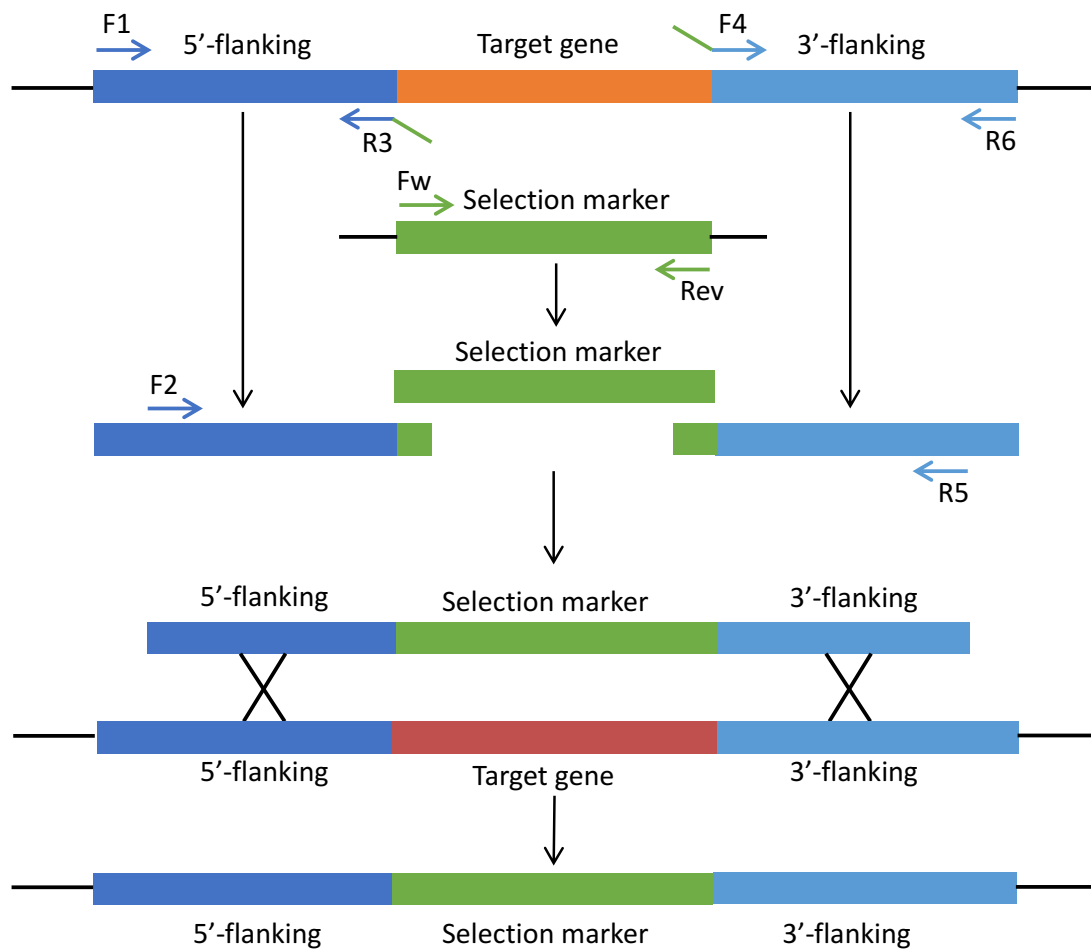 F1
5’-flanking
Target gene
F4
3’-flanking
R3
R6
Fw
Selection marker
Rev
Selection marker
F2
R5
5’-flanking
Selection marker
3’-flanking
5’-flanking
Target gene
3’-flanking
5’-flanking
Selection marker
3’-flanking